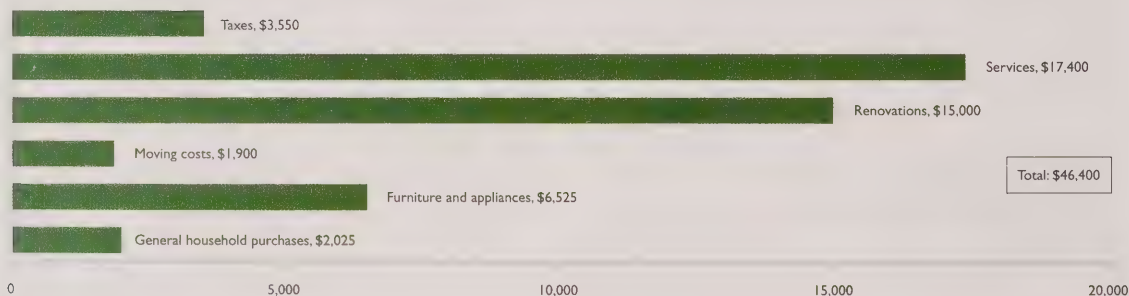 Taxes, $3,550
Services, $17,400
Renovations, $15,000
Moving costs, $1,900
Total: $46,400
Furniture and appliances, $6,525
General household purchases, $2,025
0 5,000 10,000 15,000 20,000